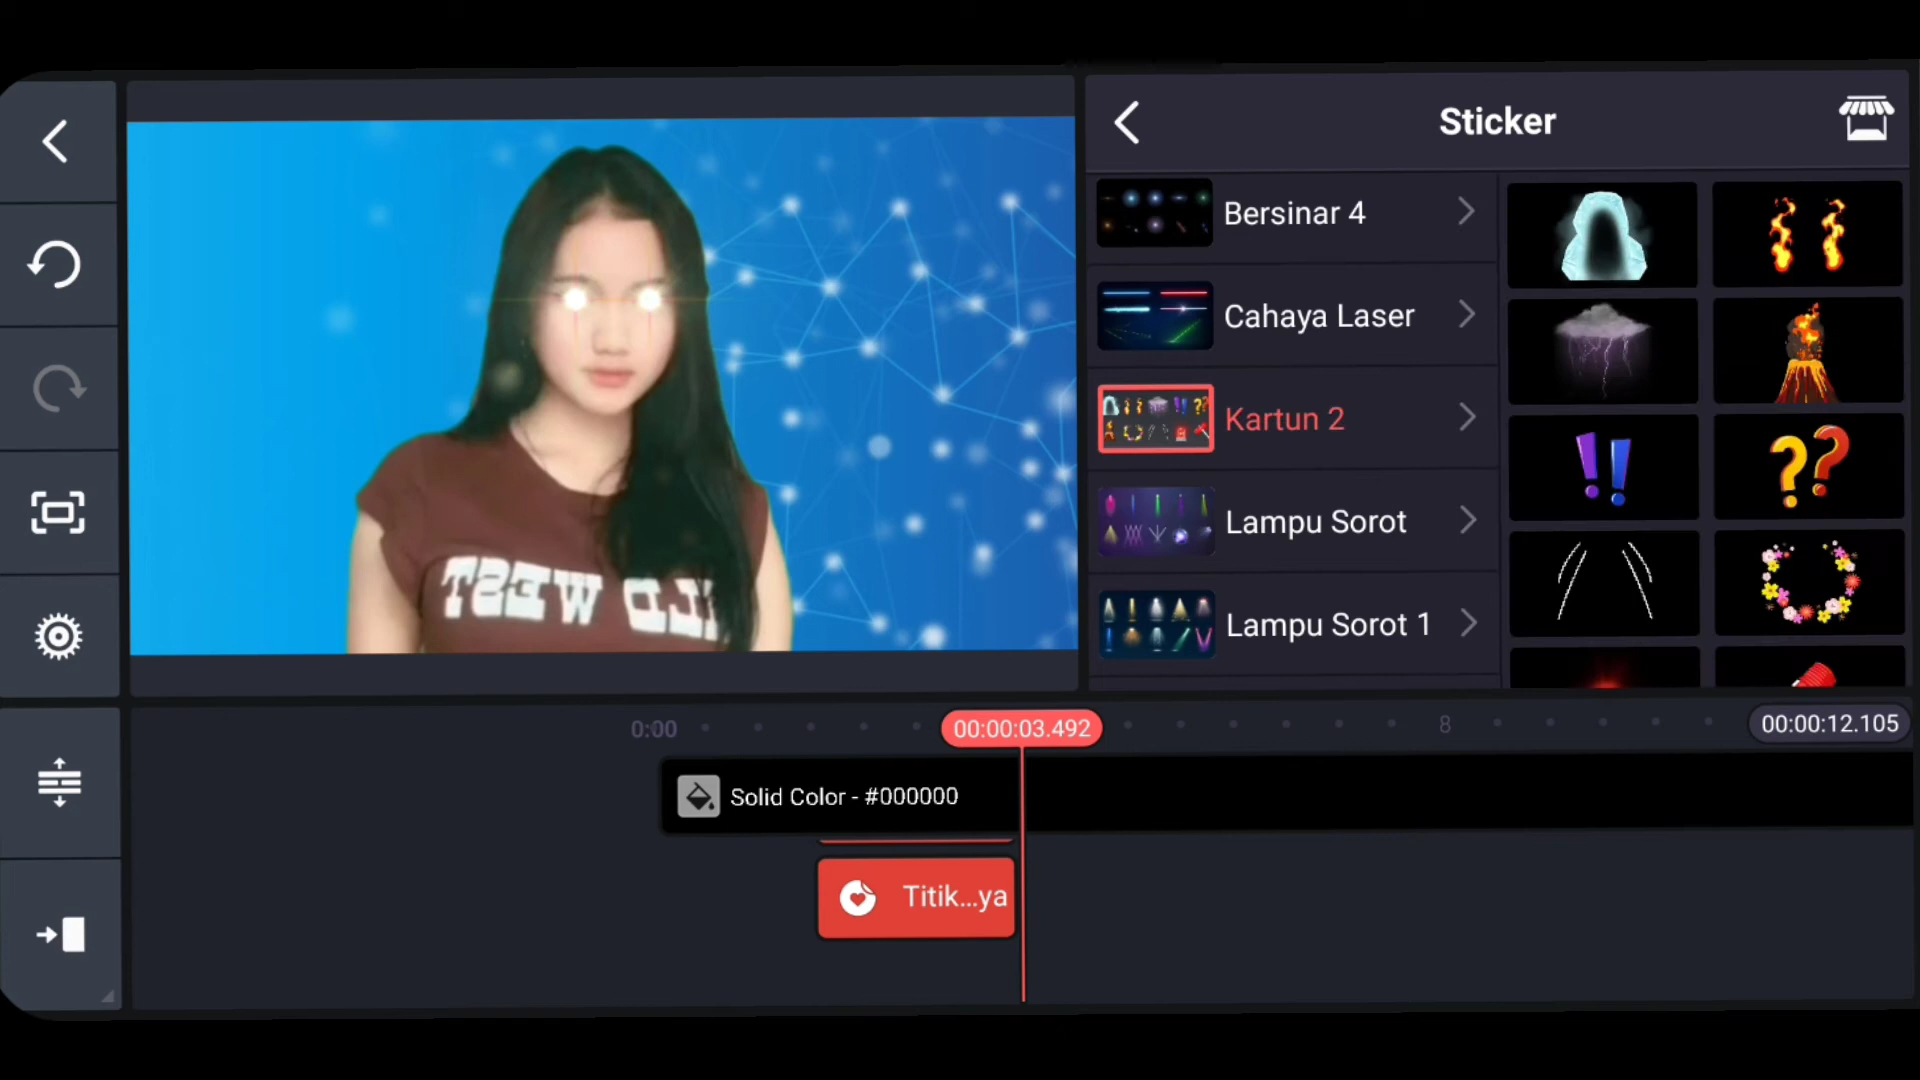 Sticker
Bersinar 4
Cahaya Laser
Kartun 2
Lampu Sorot
Lampu Sorot 1
0:00
00:00:03.492
8
00:00:12.105
Solid Color - #000000
Titik...ya